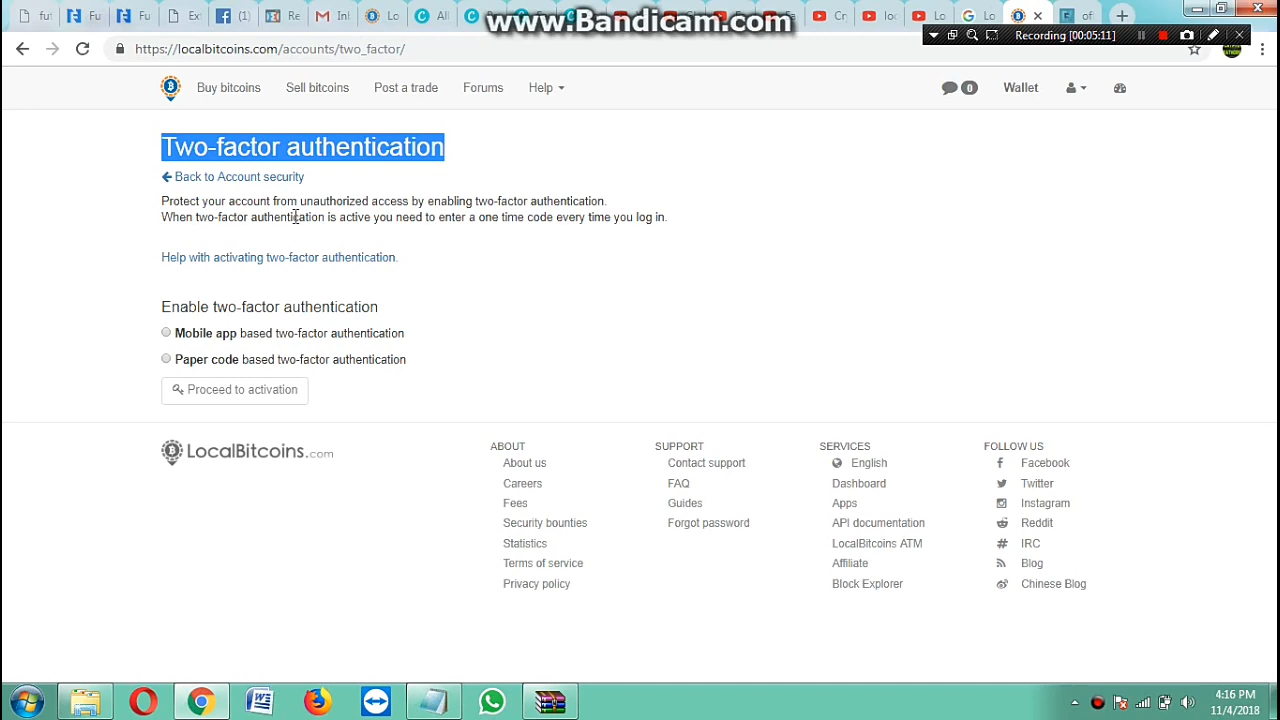 www.Bandicam.com
Recording [00:05:11]
https://localbitcoins.com/accounts/two_factor/
Buy bitcoins
Sell bitcoins
Post a trade
Forums
Help
0
Wallet
Two-factor authentication
Back to Account security
Protect your account from unauthorized access by enabling two-factor authentication.
When two-factor authentication is active you need to enter a one time code every time you log in.
Help with activating two-factor authentication.
Enable two-factor authentication
Mobile app based two-factor authentication
Paper code based two-factor authentication
Proceed to activation
LocalBitcoins.com
ABOUT
About us
Careers
Fees
Security bounties
Statistics
Terms of service
Privacy policy
SUPPORT
Contact support
FAQ
Guides
Forgot password
SERVICES
English
Dashboard
Apps
API documentation
LocalBitcoins ATM
Affiliate
Block Explorer
FOLLOW US
Facebook
Twitter
Instagram
Reddit
IRC
Blog
Chinese Blog
4:16 PM
11/4/2018